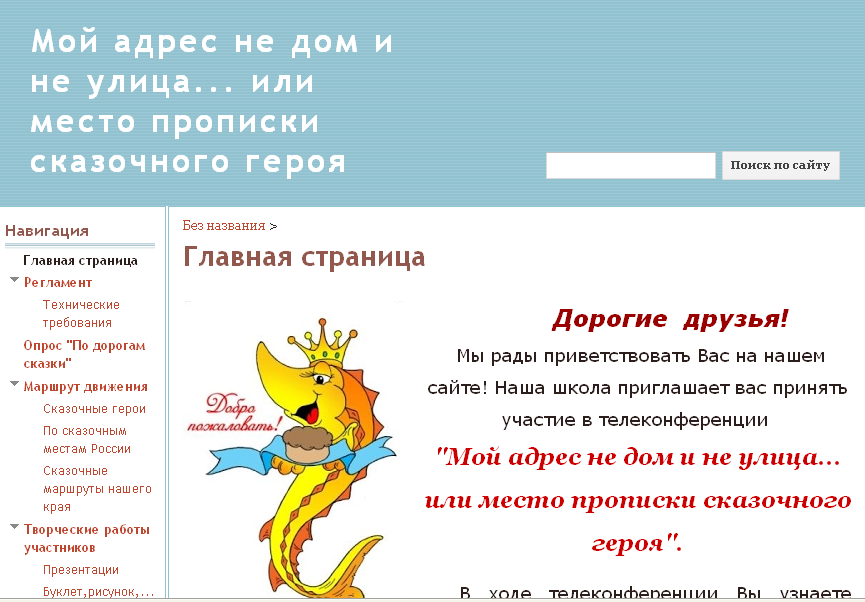 Мой адрес не дом и
не улица... или
место прописки
сказочного героя
Поиск по сайту
Навигация
Главная страница
Регламент
Технические
требования
Опрос "По дорогам
сказки"
Маршрут движения
Сказочные герои
По сказочным
местам России
Сказочные
маршруты нашего
края
Творческие работы
участников
Презентации
Буклет,рисунок,...
Без названия >
Главная страница
Добро
пожаловать!
Дорогие друзья!
Мы рады приветствовать Вас на нашем
сайте! Наша школа приглашает вас принять
участие в телеконференции
"Мой адрес не дом и не улица...
или место прописки сказочного
героя".
В ходе телеконференции Вы узнаете